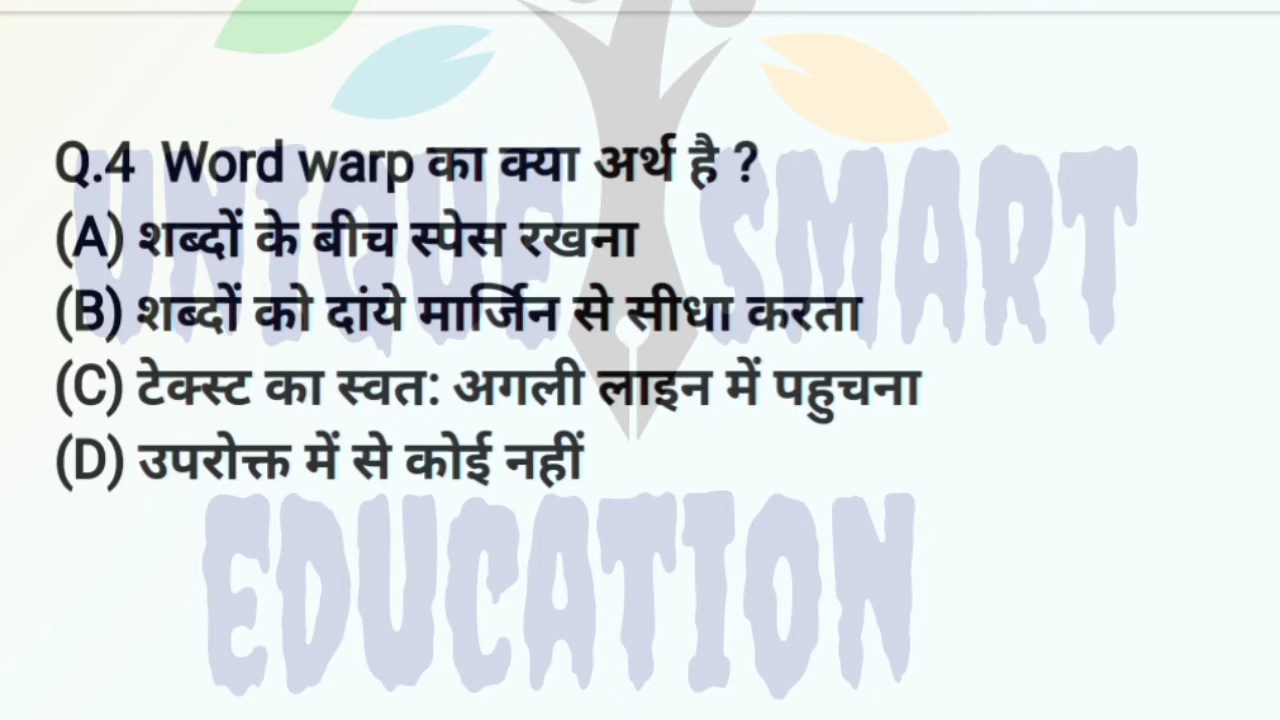 Q.4 Word warp का क्या अर्थ है ?
(A) शब्दों के बीच स्पेस रखना
(B) शब्दों को दांये मार्जिन से सीधा करता
(C) टेक्स्ट का स्वत: अगली लाइन में पहुचना
(D) उपरोक्त में से कोई नहीं
UNIQUE SMART
EDUCATION